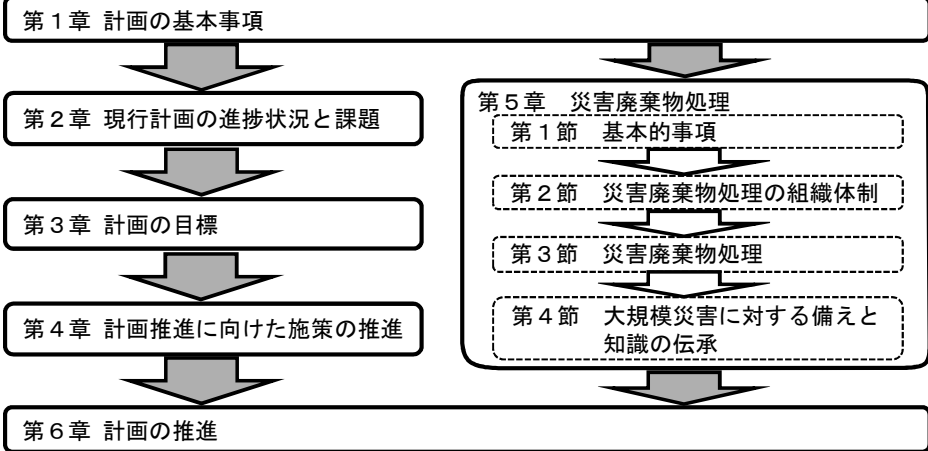 第１章 計画の基本事項
第２章 現行計画の進捗状況と課題
第３章 計画の目標
第４章 計画推進に向けた施策の推進
第５章　災害廃棄物処理
第１節　基本的事項
第２節　災害廃棄物処理の組織体制
第３節　災害廃棄物処理
第４節　大規模災害に対する備えと
知識の伝承
第６章 計画の推進